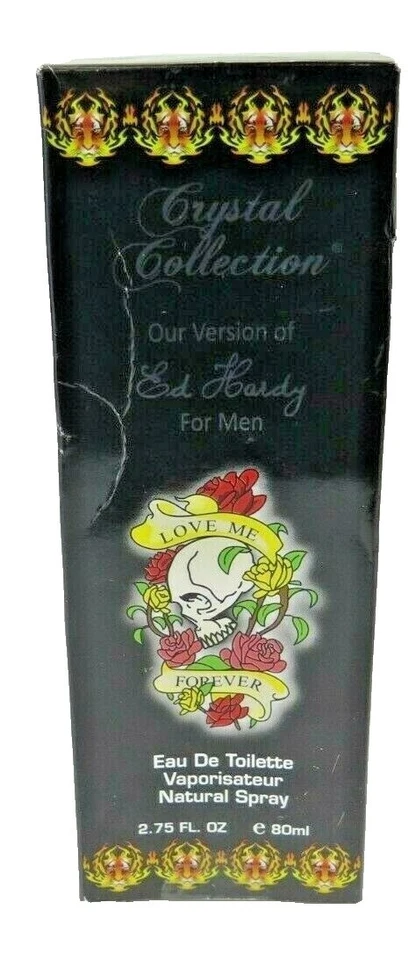 Crystal
Collection®
Our Version of
Ed Hardy
For Men
LOVE ME
FOREVER
Eau De Toilette
Vaporisateur
Natural Spray
2.75 FL. OZ e 80ml